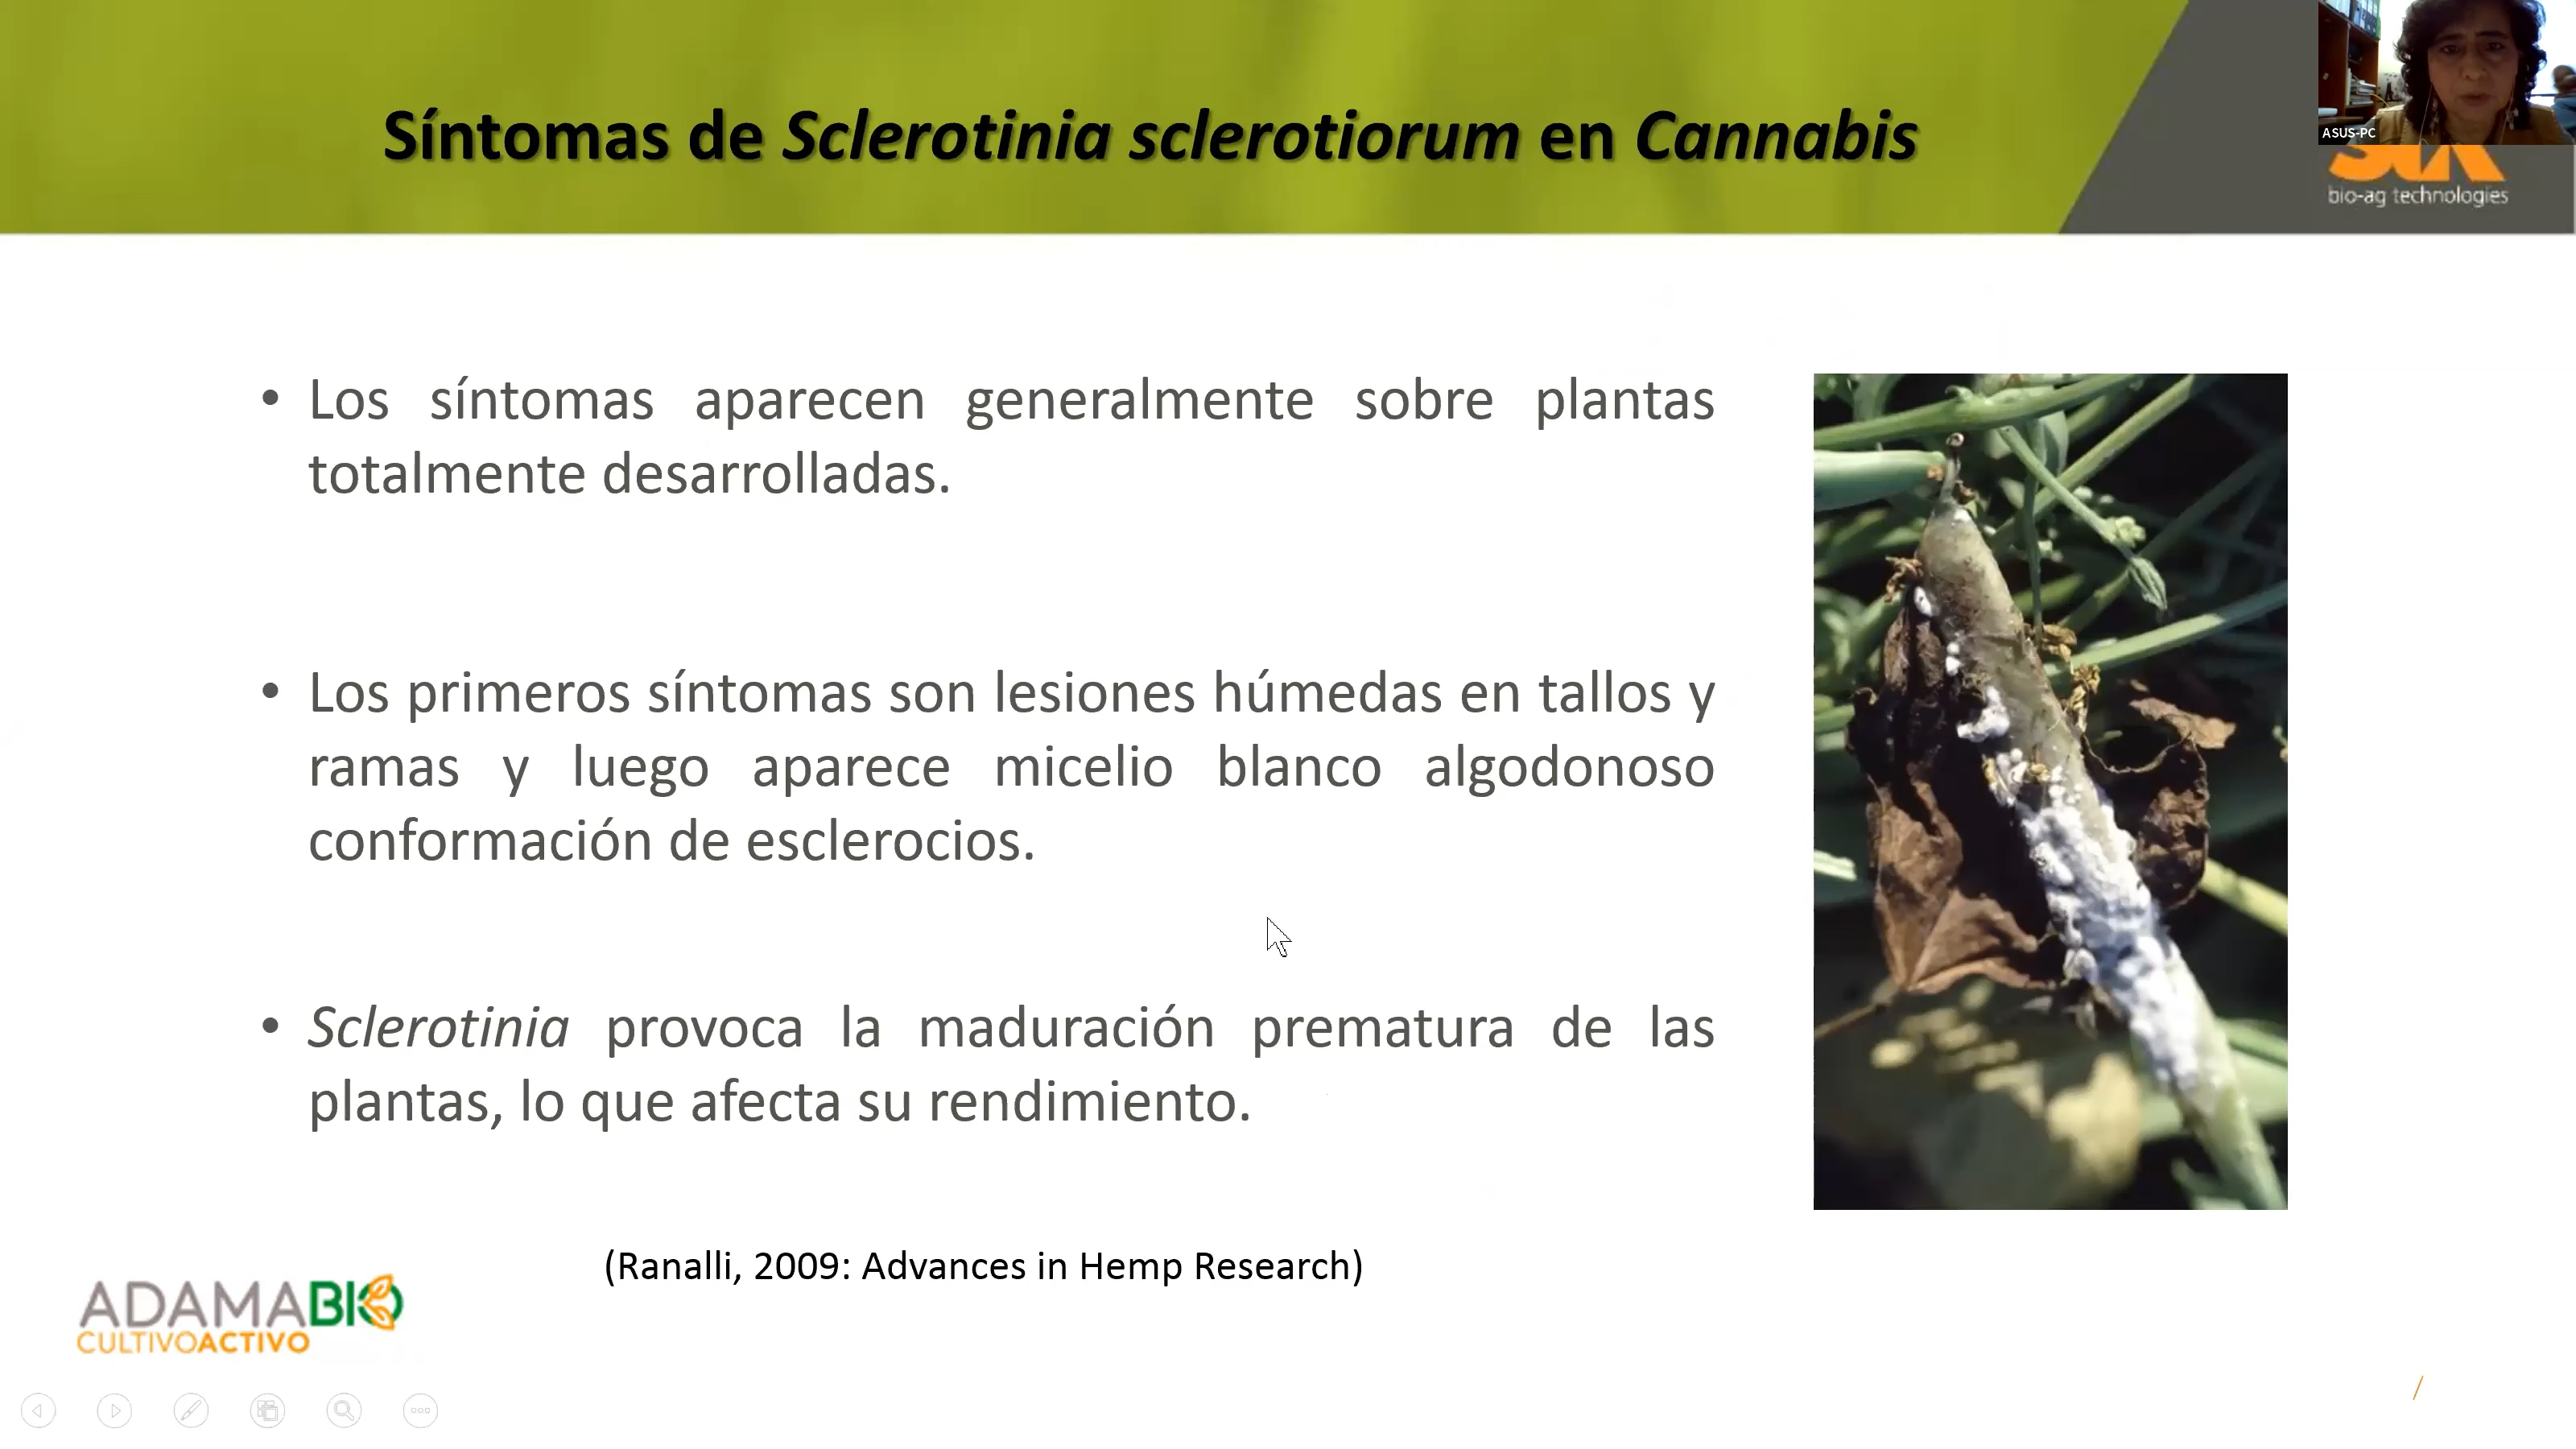 Síntomas de Sclerotinia sclerotiorum en Cannabis
ASUS-PC
bio-ag technologies
• Los síntomas aparecen generalmente sobre plantas
totalmente desarrolladas.
• Los primeros síntomas son lesiones húmedas en tallos y
ramas y luego aparece micelio blanco algodonoso
conformación de esclerocios.
• Sclerotinia provoca la maduración prematura de las
plantas, lo que afecta su rendimiento.
(Ranalli, 2009: Advances in Hemp Research)
ADAMABIO
CULTIVOACTIVO
/